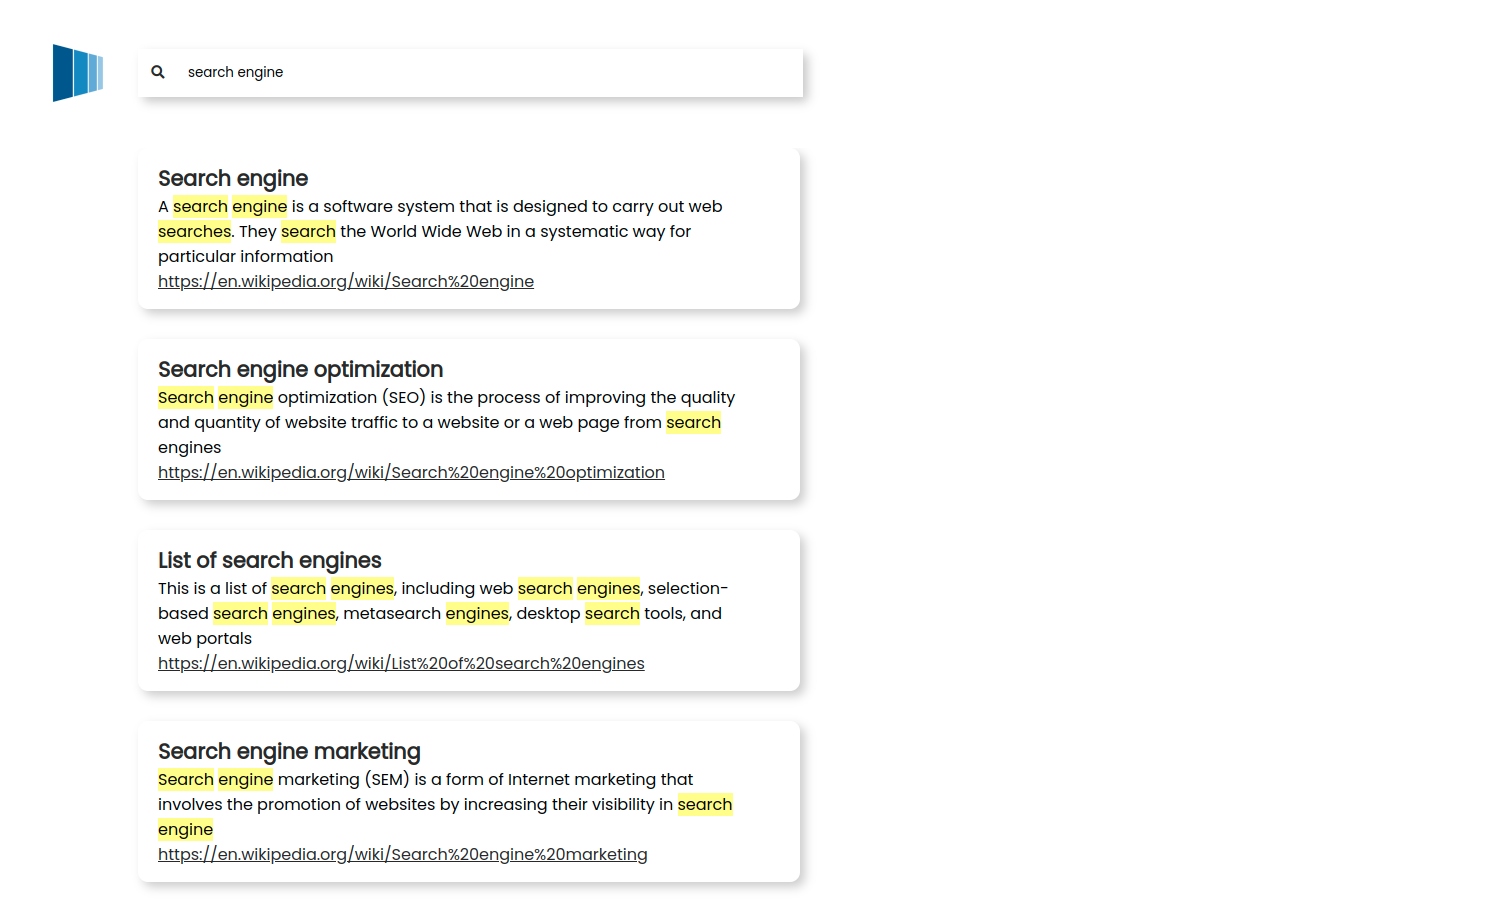 search engine
Search engine
A search engine is a software system that is designed to carry out web
searches. They search the World Wide Web in a systematic way for
particular information
https://en.wikipedia.org/wiki/Search%20engine
Search engine optimization
Search engine optimization (SEO) is the process of improving the quality
and quantity of website traffic to a website or a web page from search
engines
https://en.wikipedia.org/wiki/Search%20engine%20optimization
List of search engines
This is a list of search engines, including web search engines, selection-
based search engines, metasearch engines, desktop search tools, and
web portals
https://en.wikipedia.org/wiki/List%20of%20search%20engines
Search engine marketing
Search engine marketing (SEM) is a form of Internet marketing that
involves the promotion of websites by increasing their visibility in search
engine
https://en.wikipedia.org/wiki/Search%20engine%20marketing